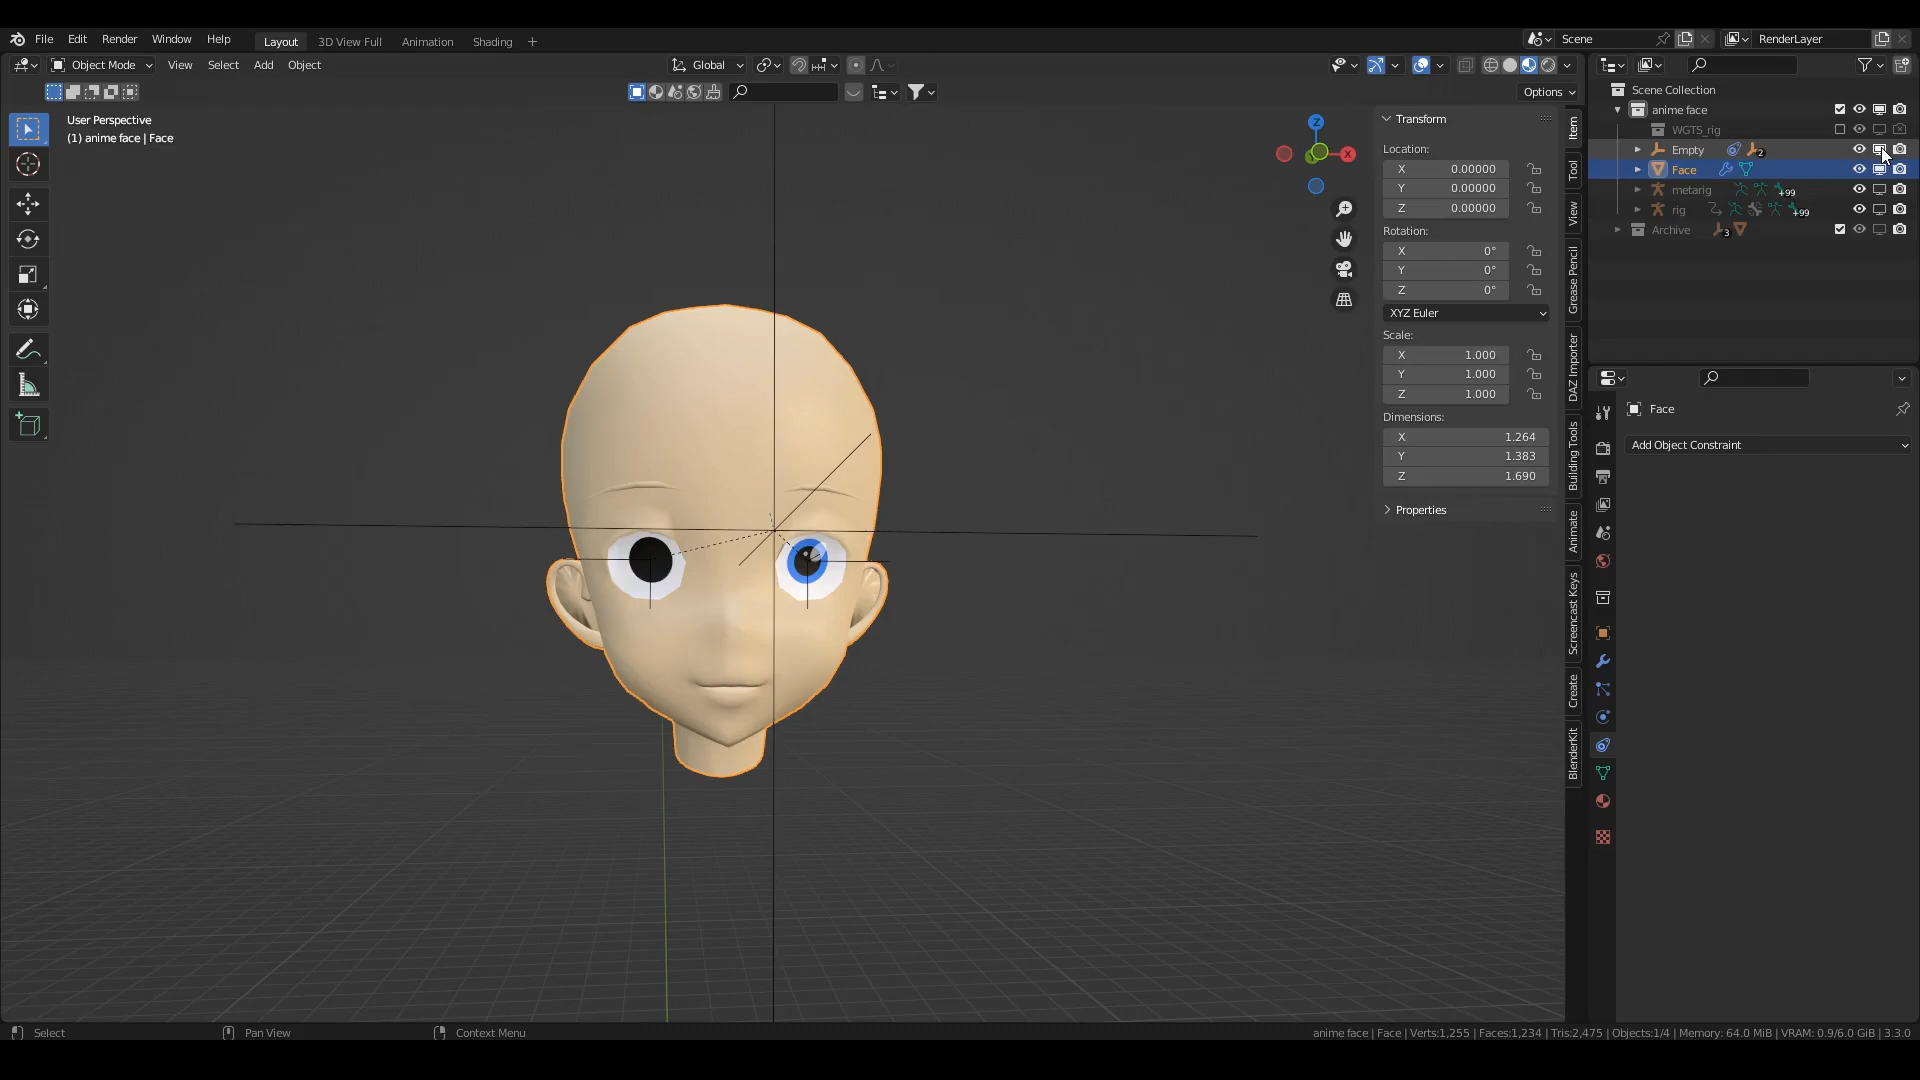 File Edit Render Window Help Layout 3D View Full Animation Shading + Scene RenderLayer
Object Mode View Select Add Object Global
Options
User Perspective
(1) anime face | Face
Z
X
Y
Transform
Location:
X 0.00000
Y 0.00000
Z 0.00000
Rotation:
X 0°
Y 0°
Z 0°
XYZ Euler
Scale:
X 1.000
Y 1.000
Z 1.000
Dimensions:
X 1.264
Y 1.383
Z 1.690
Properties
Item
Tool
View
Grease Pencil
DAZ Importer
Building Tools
Animate
Screencast Keys
Create
BlenderKit
Scene Collection
anime face
WGTS_rig
Empty 2
Face
metarig +99
rig +99
Archive 3
Face
Add Object Constraint
Select Pan View Context Menu anime face | Face | Verts:1,255 | Faces:1,234 | Tris:2,475 | Objects:1/4 | Memory: 64.0 MiB | VRAM: 0.9/6.0 GiB | 3.3.0